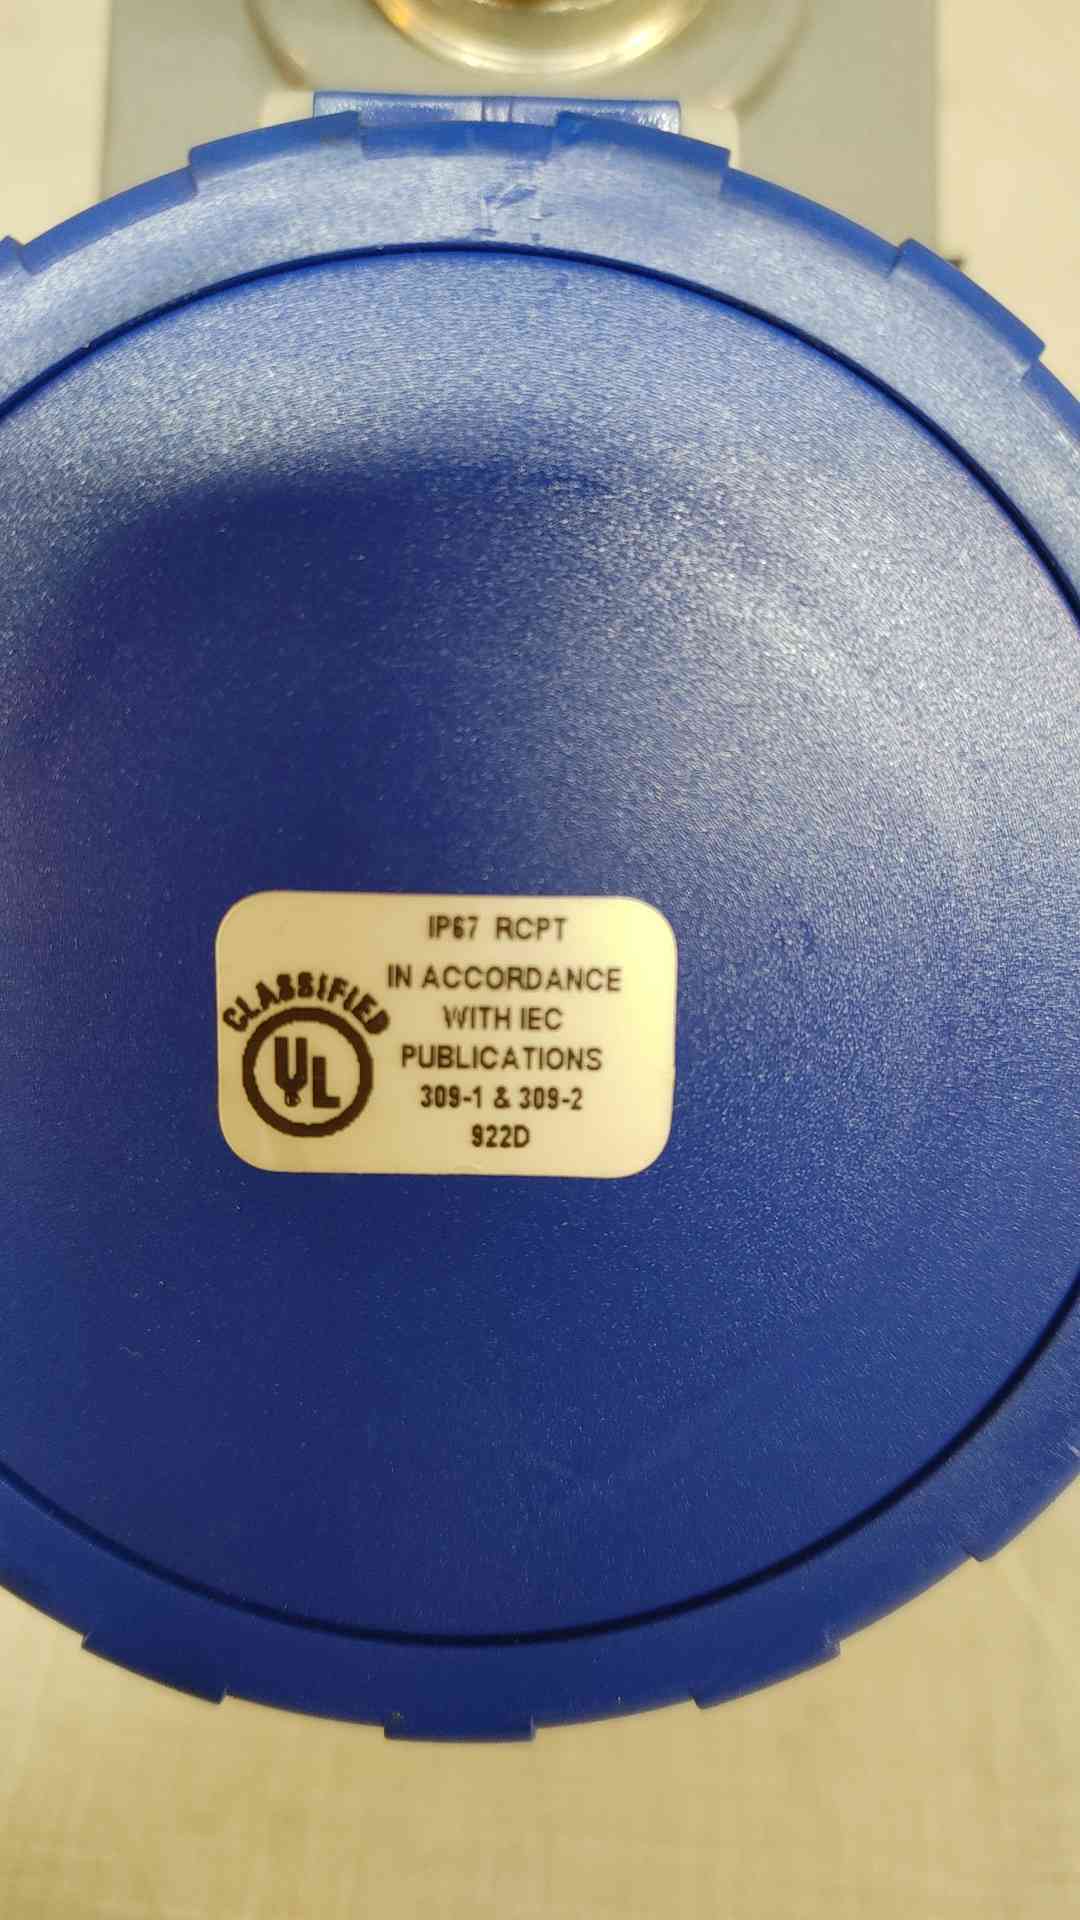 IP67 RCPT
IN ACCORDANCE
WITH IEC
PUBLICATIONS
309-1 & 309-2
922D
CLASSIFIED
UL